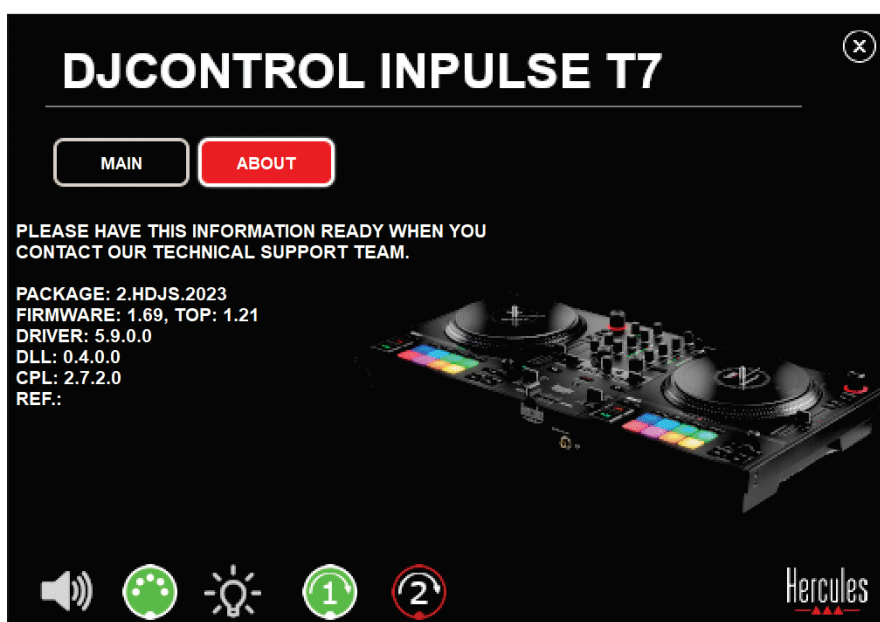 DJCONTROL INPULSE T7
MAIN
ABOUT
PLEASE HAVE THIS INFORMATION READY WHEN YOU
CONTACT OUR TECHNICAL SUPPORT TEAM.
PACKAGE: 2.HDJS.2023
FIRMWARE: 1.69, TOP: 1.21
DRIVER: 5.9.0.0
DLL: 0.4.0.0
CPL: 2.7.2.0
REF.:
1
2
Hercules